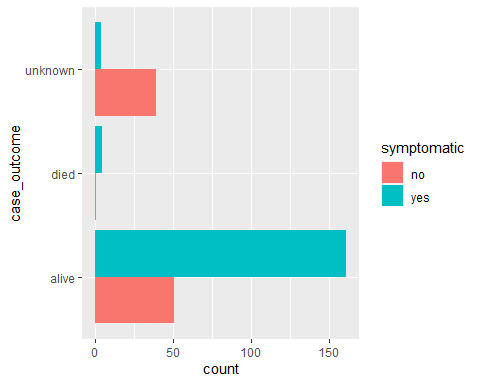 unknown
died
alive
case_outcome
0
50
100
150
count
symptomatic
no
yes